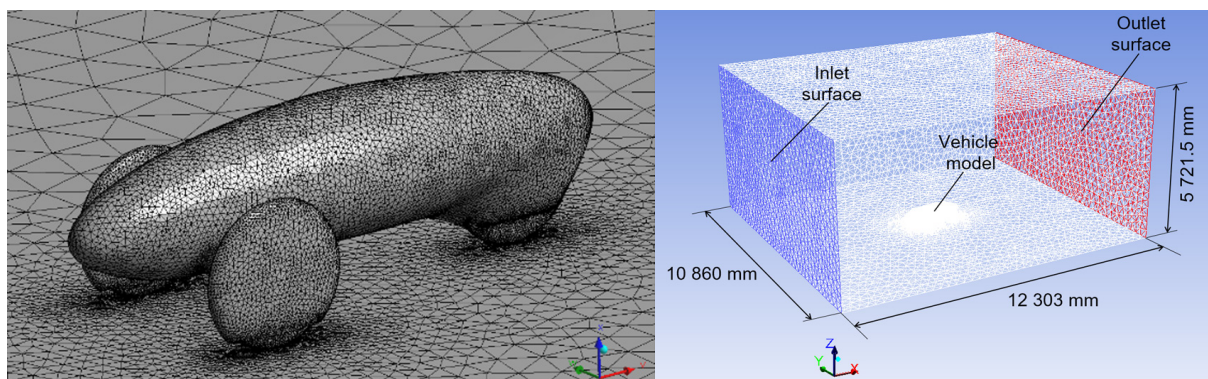 Outlet
surface
Inlet
surface
Vehicle
model
5 721.5 mm
10 860 mm
12 303 mm
Z
Y
X